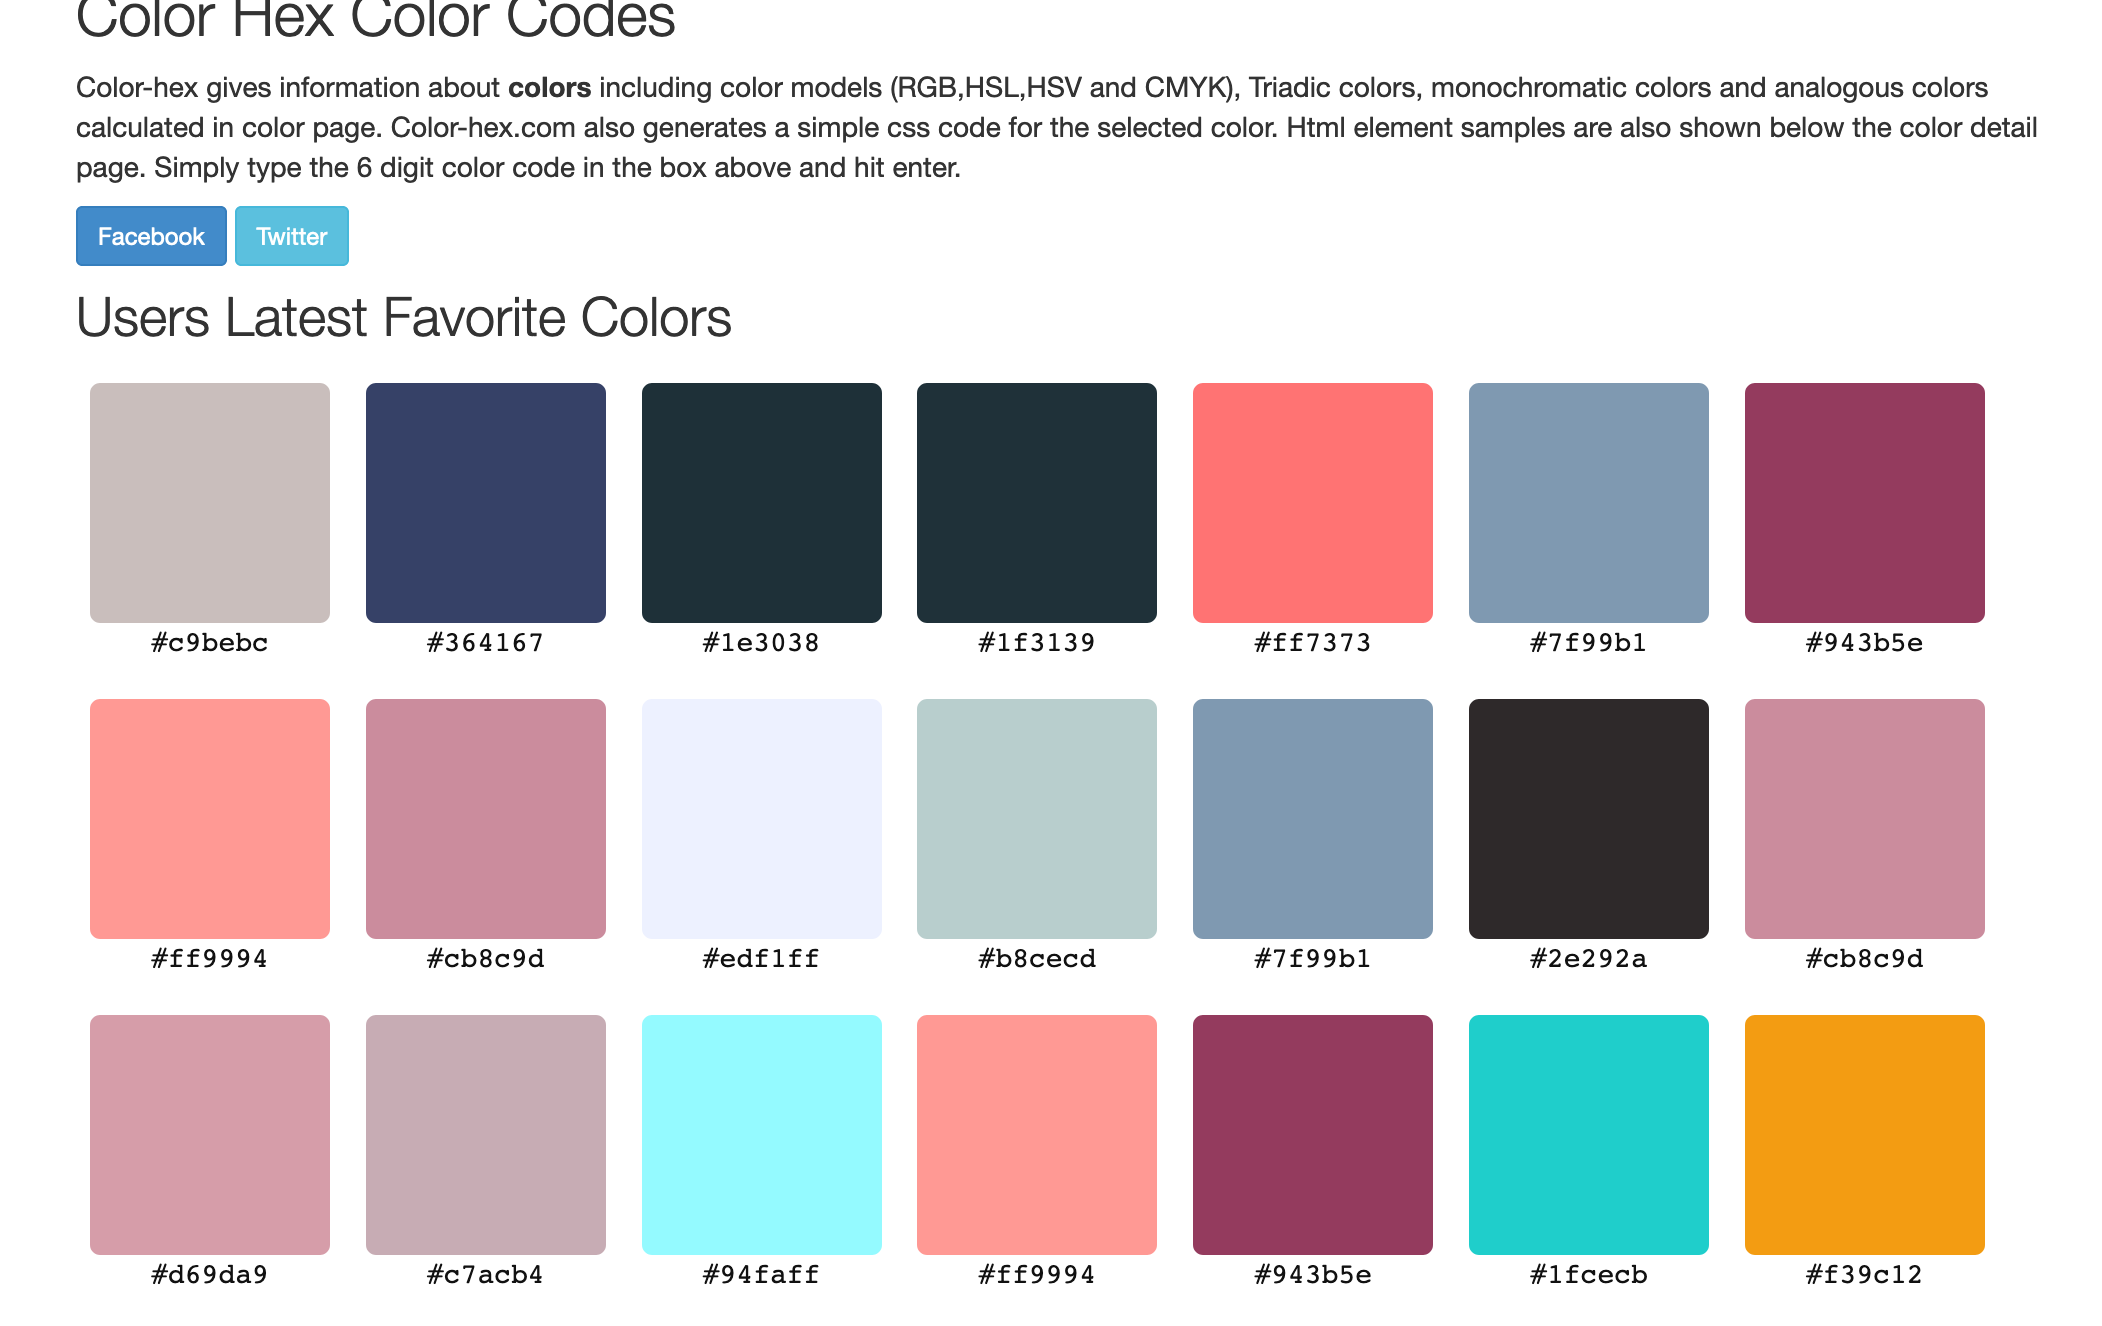 Color Hex Color Codes
Color-hex gives information about colors including color models (RGB,HSL,HSV and CMYK), Triadic colors, monochromatic colors and analogous colors
calculated in color page. Color-hex.com also generates a simple css code for the selected color. Html element samples are also shown below the color detail
page. Simply type the 6 digit color code in the box above and hit enter.
Facebook Twitter
Users Latest Favorite Colors
#c9bebc #364167 #1e3038 #1f3139 #ff7373 #7f99b1 #943b5e
#ff9994 #cb8c9d #edf1ff #b8cecd #7f99b1 #2e292a #cb8c9d
#d69da9 #c7acb4 #94faff #ff9994 #943b5e #1fcecb #f39c12